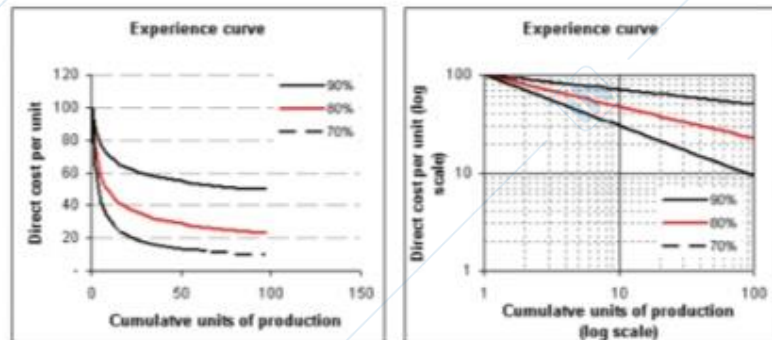 Experience curve
Direct cost per unit
120
100
80
60
40
20
-
0
50
100
150
90%
80%
70%
Cumulatve units of production
Experience curve
Direct cost per unit (log
scale)
100
10
1
1
10
100
90%
80%
70%
Cumulatve units of production
(log scale)